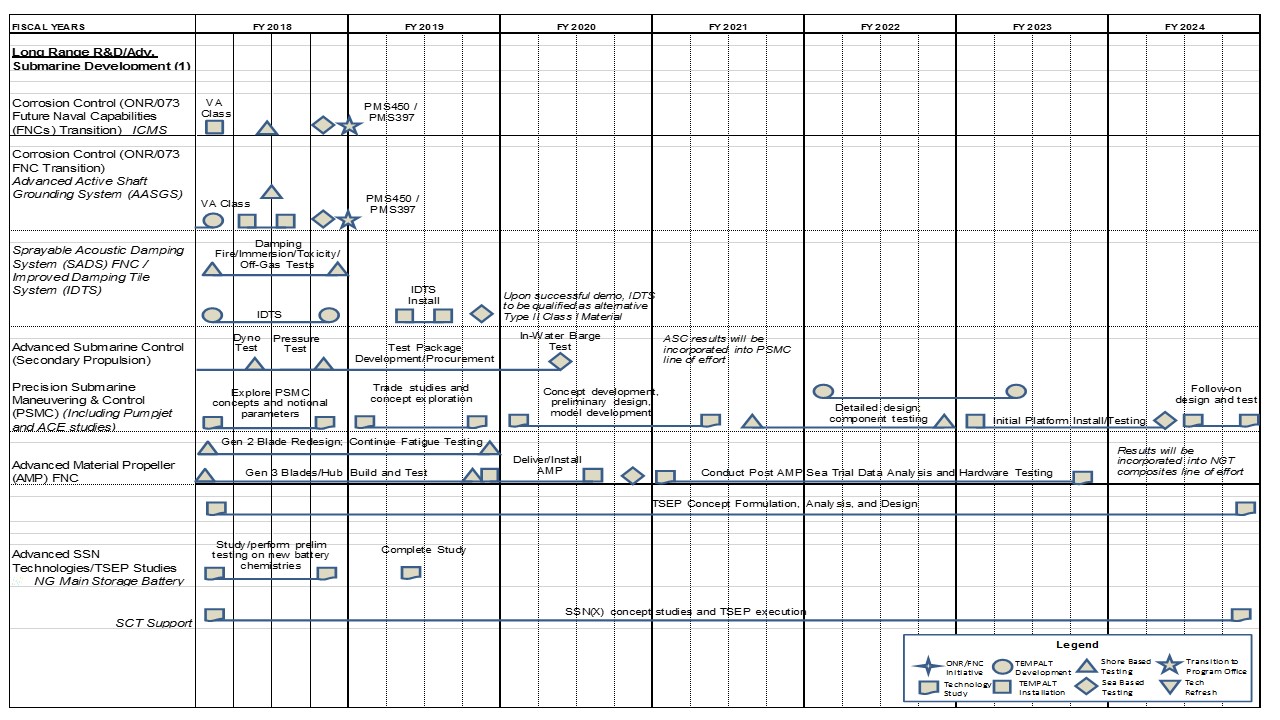 FISCAL YEARS FY 2018 FY 2019 FY 2020 FY 2021 FY 2022 FY 2023 FY 2024
Long Range R&D/Adv.
Submarine Development (1)
Corrosion Control (ONR/073
Future Naval Capabilities
(FNCs) Transition) ICMS
VA
Class
PMS450 /
PMS397
Corrosion Control (ONR/073
FNC Transition)
Advanced Active Shaft
Grounding System (AASGS)
VA Class
PMS450 /
PMS397
Sprayable Acoustic Damping
System (SADS) FNC /
Improved Damping Tile
System (IDTS)
Damping
Fire/Immersion/Toxicity/
Off-Gas Tests
IDTS
IDTS
Install
Upon successful demo, IDTS
to be qualified as alternative
Type II Class I Material
Advanced Submarine Control
(Secondary Propulsion)
Dyno
Test
Pressure
Test
Test Package
Development/Procurement
In-Water Barge
Test
ASC results will be
incorporated into PSMC
line of effort
Precision Submarine
Maneuvering & Control
(PSMC) (Including Pumpjet
and ACE studies)
Explore PSMC
concepts and notional
parameters
Trade studies and
concept exploration
Concept development,
preliminary design,
model development
Detailed design;
component testing
Initial Platform Install/Testing
Follow-on
design and test
Advanced Material Propeller
(AMP) FNC
Gen 2 Blade Redesign; Continue Fatigue Testing
Gen 3 Blades/Hub Build and Test
Deliver/Install
AMP
Conduct Post AMP Sea Trial Data Analysis and Hardware Testing
Results will be
incorporated into NGT
composites line of effort
TSEP Concept Formulation, Analysis, and Design
Advanced SSN
Technologies/TSEP Studies
NG Main Storage Battery
Study/perform prelim
testing on new battery
chemistries
Complete Study
SCT Support
SSN(X) concept studies and TSEP execution
Legend
ONR/FNC
Initiative
TEMPALT
Development
Shore Based
Testing
Transition to
Program Office
Technology
Study
TEMPALT
Installation
Sea Based
Testing
Tech
Refresh